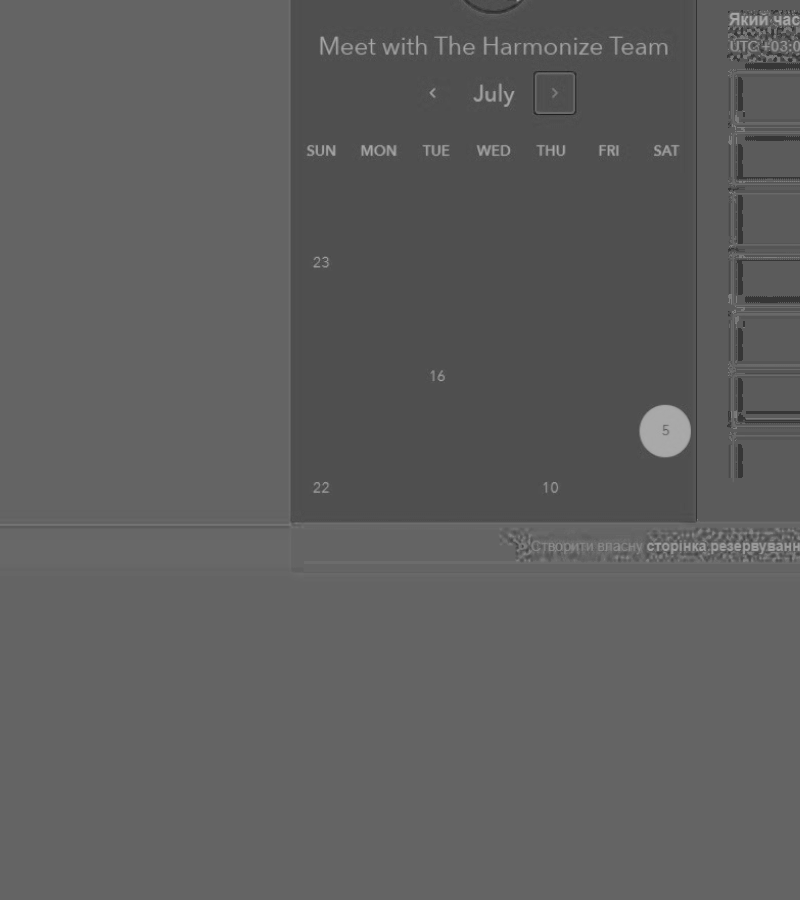 Який час
UTC +03:0
Meet with The Harmonize Team
July
SUN MON TUE WED THU FRI SAT
23
16
5
22 10
Створити власну сторінка резервуванн